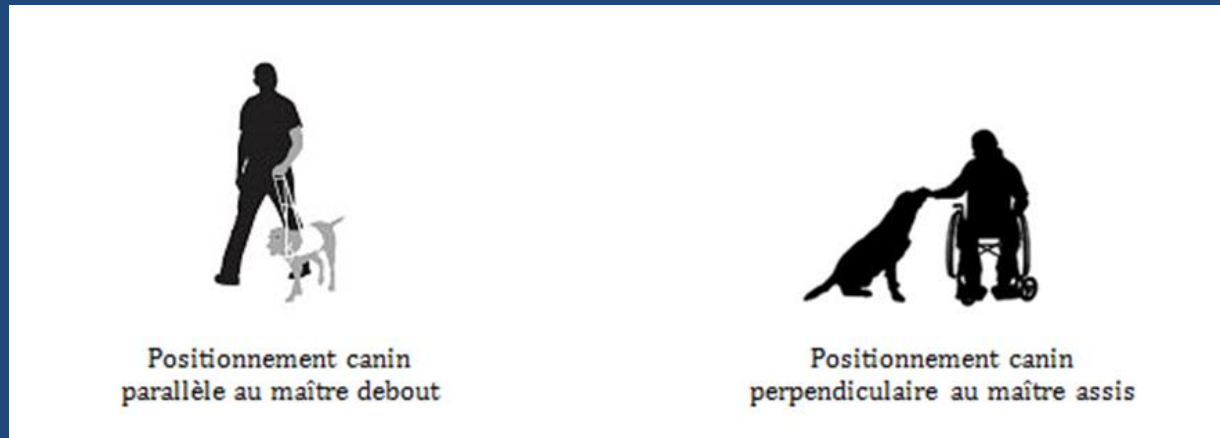 Positionnement canin
parallèle au maître debout
Positionnement canin
perpendiculaire au maître assis